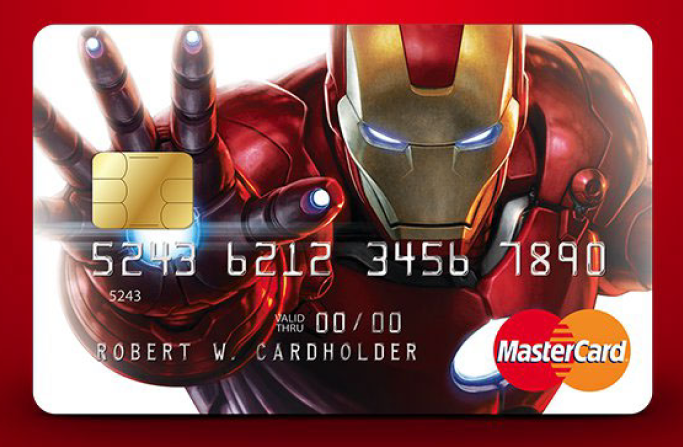 5243 6212 3456 7890
5243
VALID THRU 00/00
ROBERT W. CARDHOLDER
MasterCard